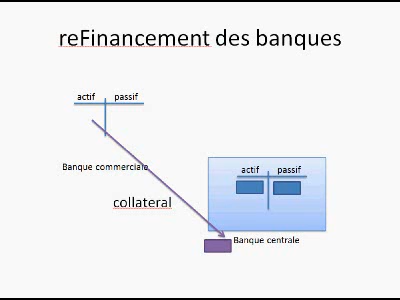 reFinancement des banques
actif passif
Banque commerciale
actif passif
collateral
Banque centrale